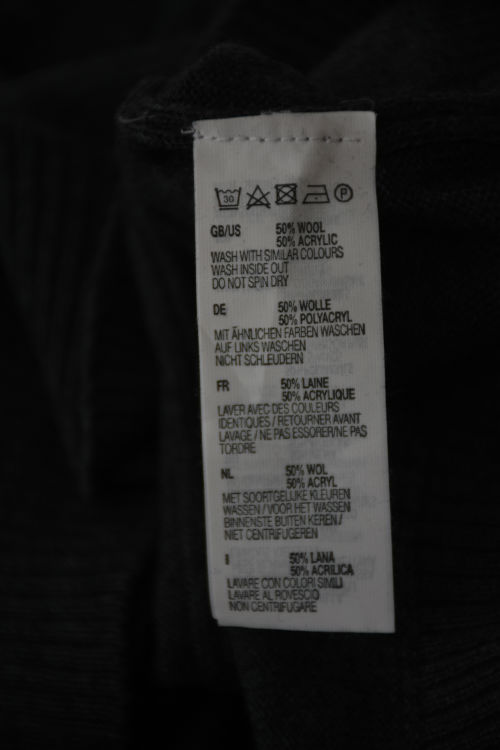 30 P
GB/US 50% WOOL
50% ACRYLIC
WASH WITH SIMILAR COLOURS
WASH INSIDE OUT
DO NOT SPIN DRY
DE 50% WOLLE
50% POLYACRYL
MIT ÄHNLICHEN FARBEN WASCHEN
AUF LINKS WASCHEN
NICHT SCHLEUDERN
FR 50% LAINE
50% ACRYLIQUE
LAVER AVEC DES COULEURS
IDENTIQUES / RETOURNER AVANT
LAVAGE / NE PAS ESSORER/NE PAS
TORDRE
NL 50% WOL
50% ACRYL
MET SOORTGELIJKE KLEUREN
WASSEN / VOOR HET WASSEN
BINNENSTE BUITEN KEREN /
NIET CENTRIFUGEREN
I 50% LANA
50% ACRILICA
LAVARE CON COLORI SIMILI
LAVARE AL ROVESCIO
NON CENTRIFUGARE